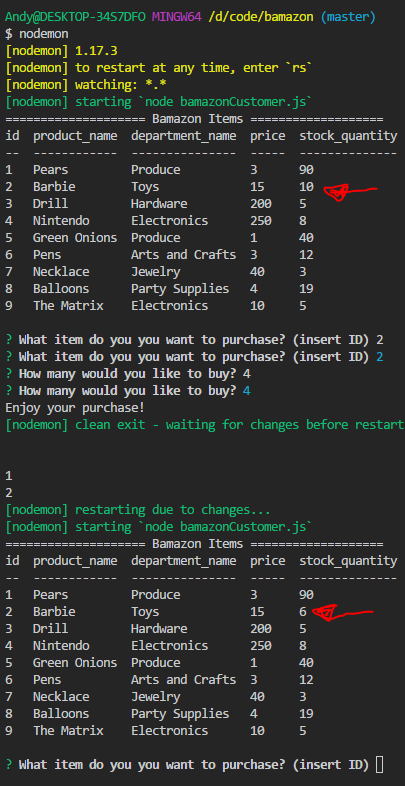 Andy@DESKTOP-34S7DFO MINGW64 /d/code/bamazon (master)
$ nodemon
[nodemon] 1.17.3
[nodemon] to restart at any time, enter `rs`
[nodemon] watching: *.*
[nodemon] starting `node bamazonCustomer.js`
==================== Bamazon Items ===================
id  product_name  department_name  price  stock_quantity
--  ------------  ---------------  -----  --------------
1   Pears         Produce          3      90
2   Barbie        Toys             15     10
3   Drill         Hardware         200    5
4   Nintendo      Electronics      250    8
5   Green Onions  Produce          1      40
6   Pens          Arts and Crafts  3      12
7   Necklace      Jewelry          40     3
8   Balloons      Party Supplies   4      19
9   The Matrix    Electronics      10     5
? What item do you you want to purchase? (insert ID) 2
? What item do you you want to purchase? (insert ID) 2
? How many would you like to buy? 4
? How many would you like to buy? 4
Enjoy your purchase!
[nodemon] clean exit - waiting for changes before restart
1
2
[nodemon] restarting due to changes...
[nodemon] starting `node bamazonCustomer.js`
==================== Bamazon Items ===================
id  product_name  department_name  price  stock_quantity
--  ------------  ---------------  -----  --------------
1   Pears         Produce          3      90
2   Barbie        Toys             15     6
3   Drill         Hardware         200    5
4   Nintendo      Electronics      250    8
5   Green Onions  Produce          1      40
6   Pens          Arts and Crafts  3      12
7   Necklace      Jewelry          40     3
8   Balloons      Party Supplies   4      19
9   The Matrix    Electronics      10     5
? What item do you you want to purchase? (insert ID)